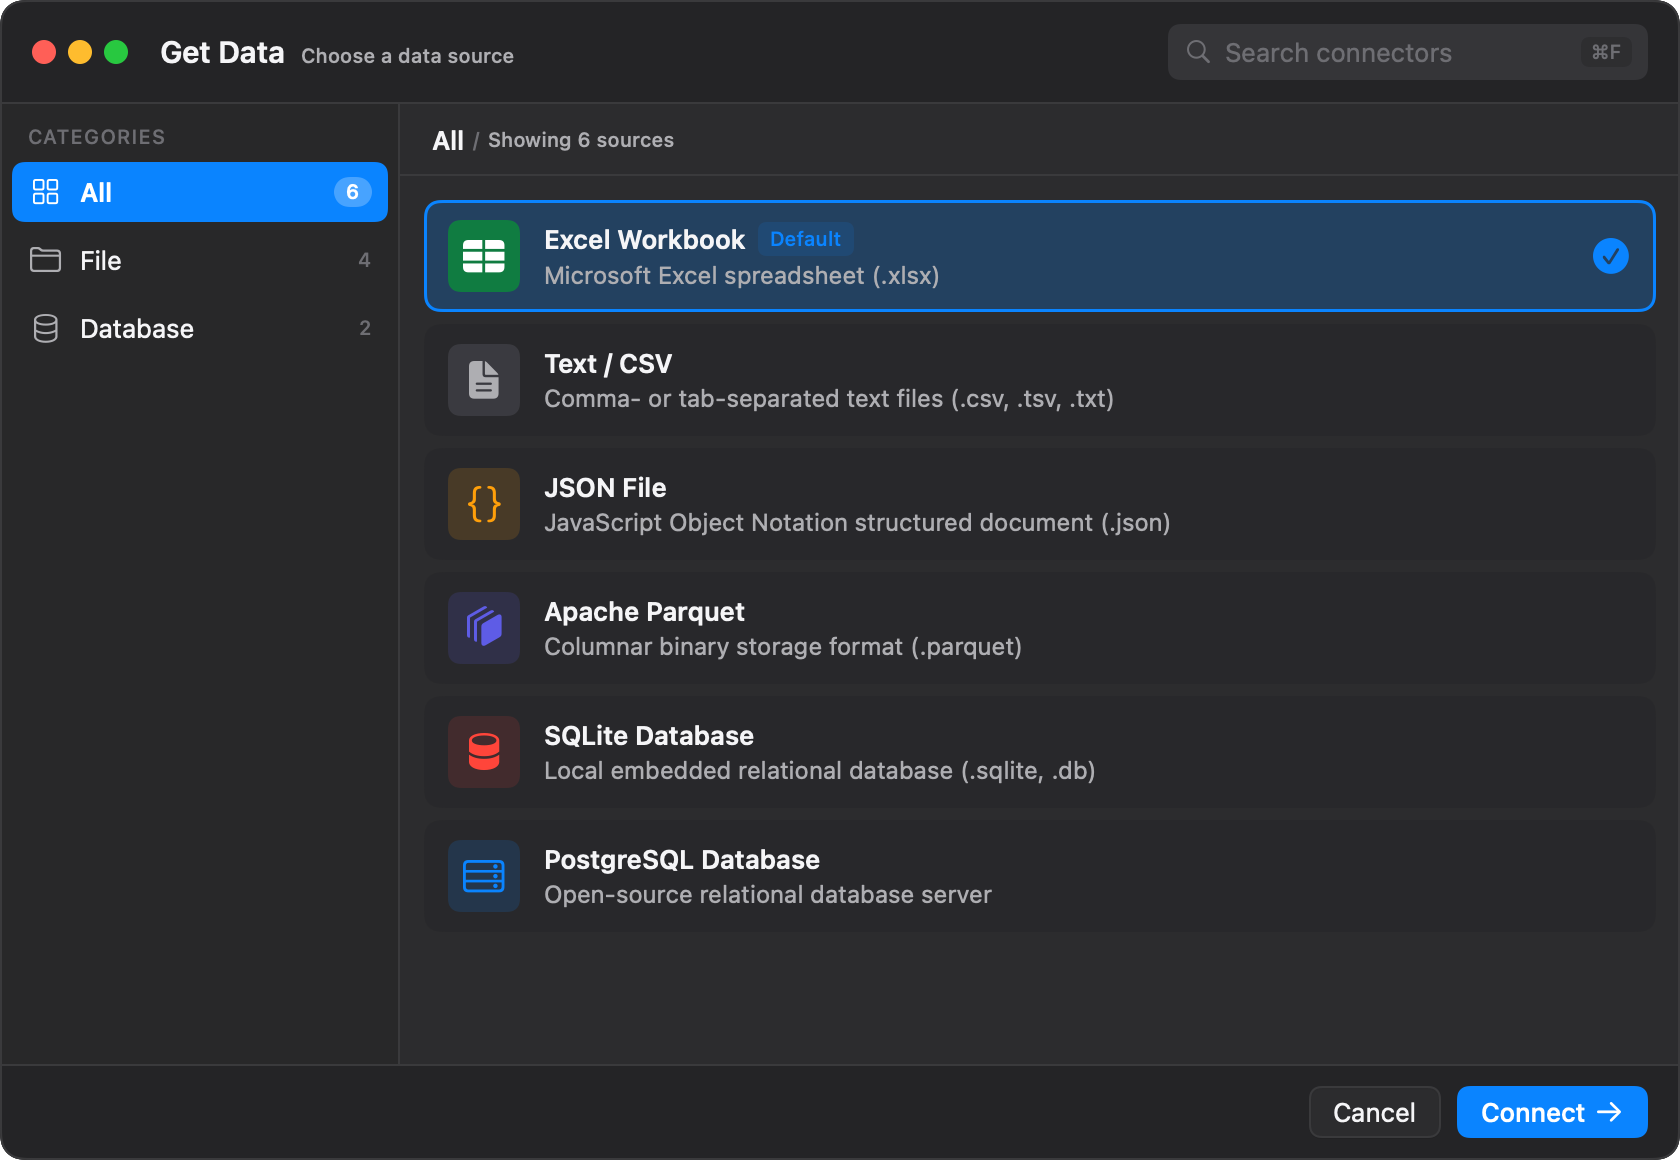 Get Data Choose a data source
Search connectors ⌘F
CATEGORIES
All 6
File 4
Database 2
All / Showing 6 sources
Excel Workbook Default
Microsoft Excel spreadsheet (.xlsx)
Text / CSV
Comma- or tab-separated text files (.csv, .tsv, .txt)
{} JSON File
JavaScript Object Notation structured document (.json)
Apache Parquet
Columnar binary storage format (.parquet)
SQLite Database
Local embedded relational database (.sqlite, .db)
PostgreSQL Database
Open-source relational database server
Cancel
Connect →